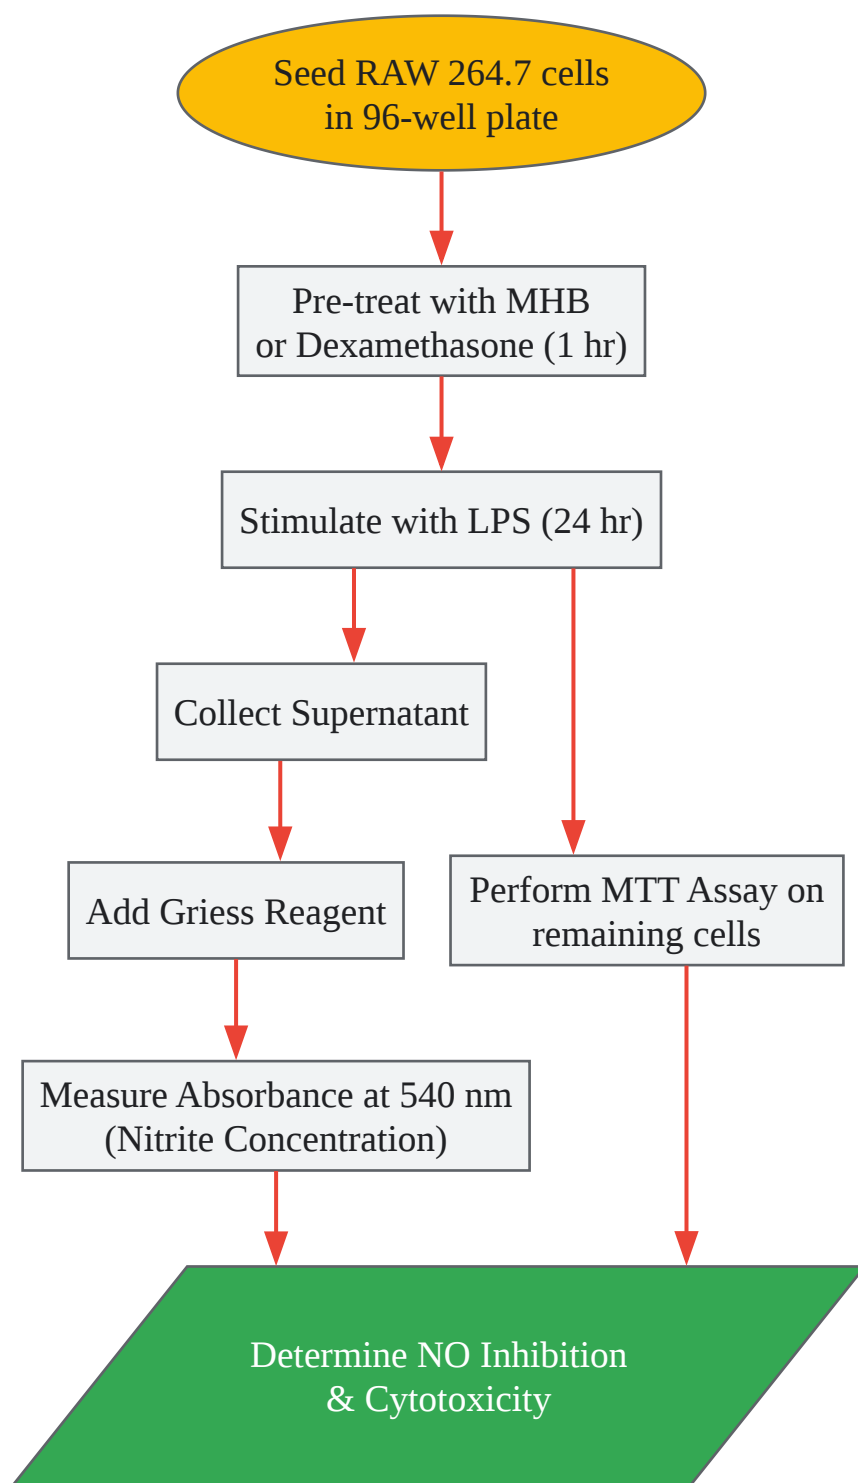 Seed RAW 264.7 cells
in 96-well plate
Pre-treat with MHB
or Dexamethasone (1 hr)
Stimulate with LPS (24 hr)
Collect Supernatant
Add Griess Reagent
Perform MTT Assay on
remaining cells
Measure Absorbance at 540 nm
(Nitrite Concentration)
Determine NO Inhibition
& Cytotoxicity